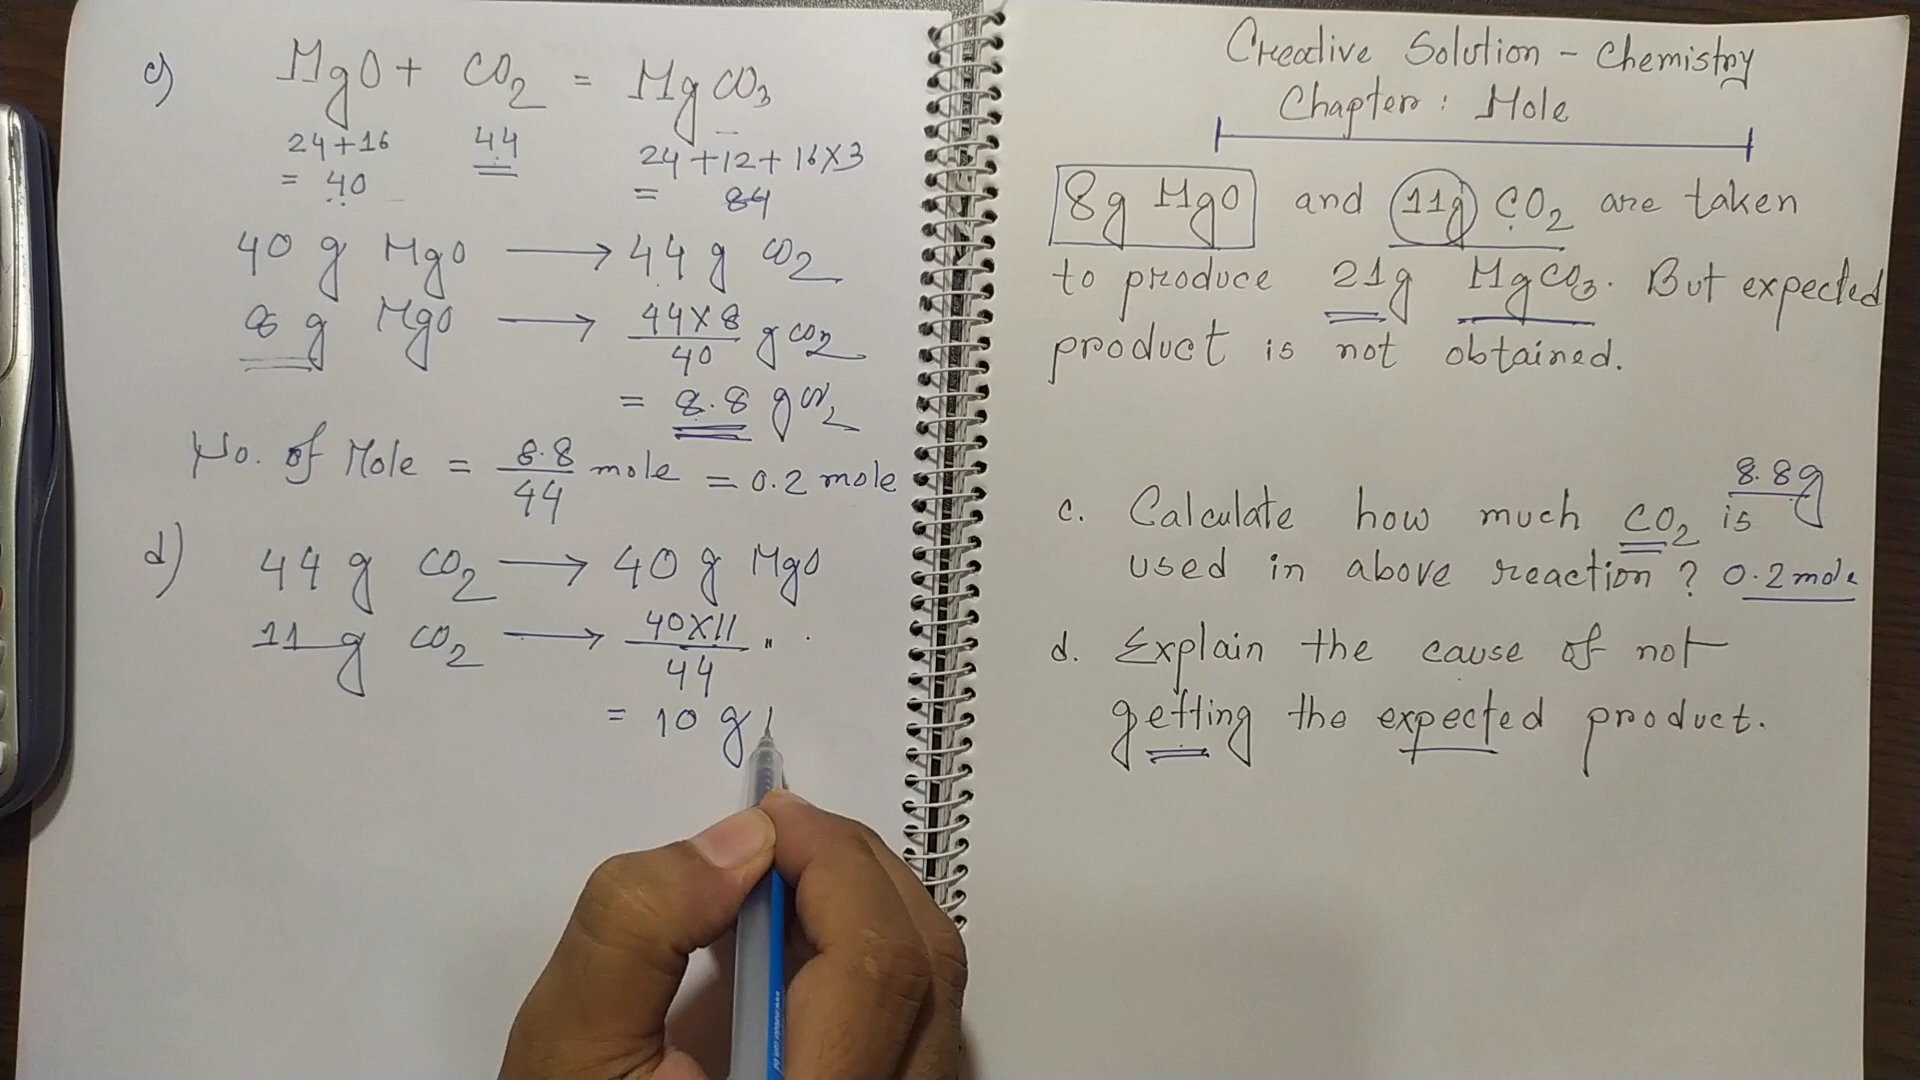 c) MgO + CO2 = MgCO3
24+16 44 24+12+16×3
= 40 = 84
40 g MgO → 44 g CO2
8 g MgO → 44×8/40 g CO2
= 8.8 g CO2
No. of Mole = 8.8/44 mole = 0.2 mole
d) 44 g CO2 → 40 g MgO
11 g CO2 → 40×11/44 "
= 10 g
Creative Solution - Chemistry
Chapter : Mole
8g MgO and 11g CO2 are taken
to produce 21g MgCO3. But expected
product is not obtained.
8.8g
c. Calculate how much CO2 is
used in above reaction ? 0.2 mole
d. Explain the cause of not
getting the expected product.